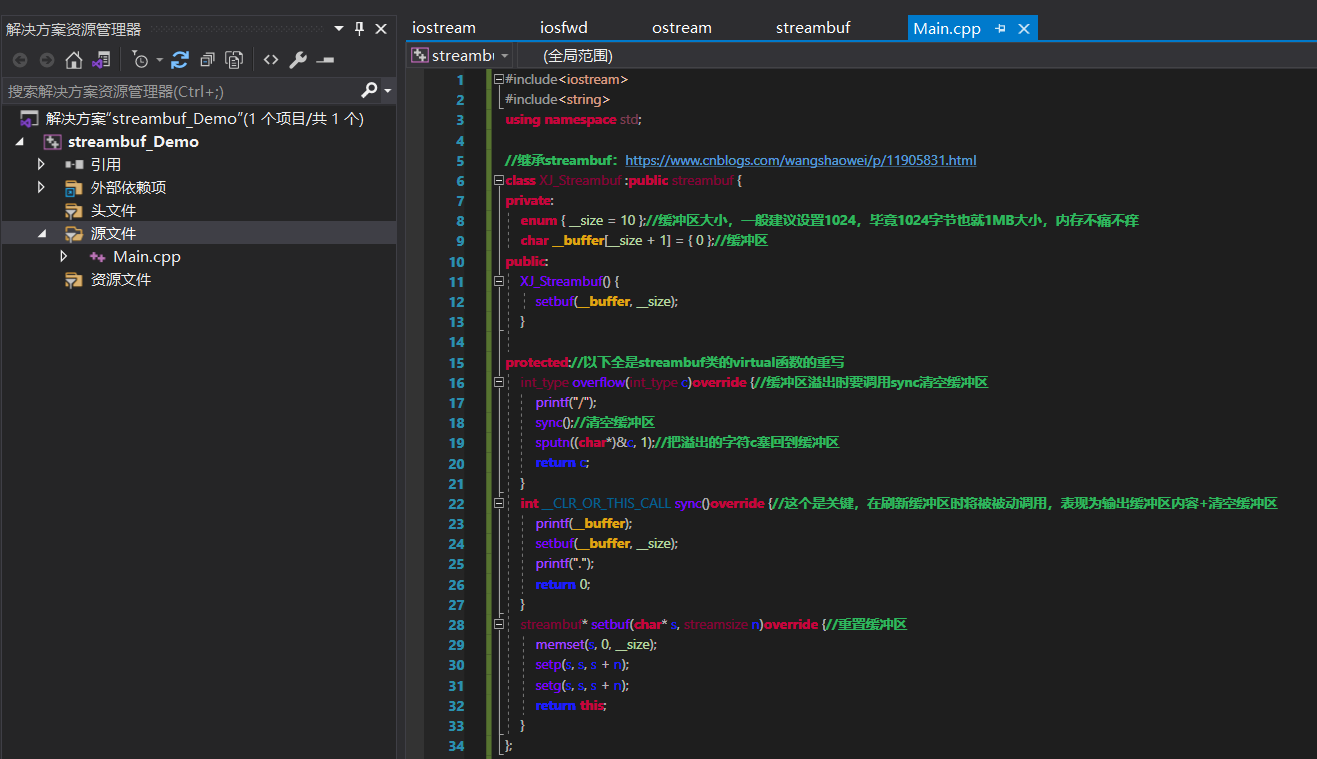 解决方案资源管理器
搜索解决方案资源管理器(Ctrl+;)
解决方案"streambuf_Demo"(1 个项目/共 1 个)
streambuf_Demo
引用
外部依赖项
头文件
源文件
Main.cpp
资源文件
iostream iosfwd ostream streambuf Main.cpp
streambu (全局范围)
1 #include<iostream>
2 #include<string>
3 using namespace std;
4
5 //继承streambuf：https://www.cnblogs.com/wangshaowei/p/11905831.html
6 class XJ_Streambuf :public streambuf {
7 private:
8 enum { __size = 10 };//缓冲区大小，一般建议设置1024，毕竟1024字节也就1MB大小，内存不痛不痒
9 char __buffer[__size + 1] = { 0 };//缓冲区
10 public:
11 XJ_Streambuf() {
12 setbuf(__buffer, __size);
13 }
14
15 protected://以下全是streambuf类的virtual函数的重写
16 int_type overflow(int_type c)override {//缓冲区溢出时要调用sync清空缓冲区
17 printf("/");
18 sync();//清空缓冲区
19 sputn((char*)&c, 1);//把溢出的字符c塞回到缓冲区
20 return c;
21 }
22 int __CLR_OR_THIS_CALL sync()override {//这个是关键，在刷新缓冲区时将被被动调用，表现为输出缓冲区内容+清空缓冲区
23 printf(__buffer);
24 setbuf(__buffer, __size);
25 printf(".");
26 return 0;
27 }
28 streambuf* setbuf(char* s, streamsize n)override {//重置缓冲区
29 memset(s, 0, __size);
30 setp(s, s, s + n);
31 setg(s, s, s + n);
32 return this;
33 }
34 };